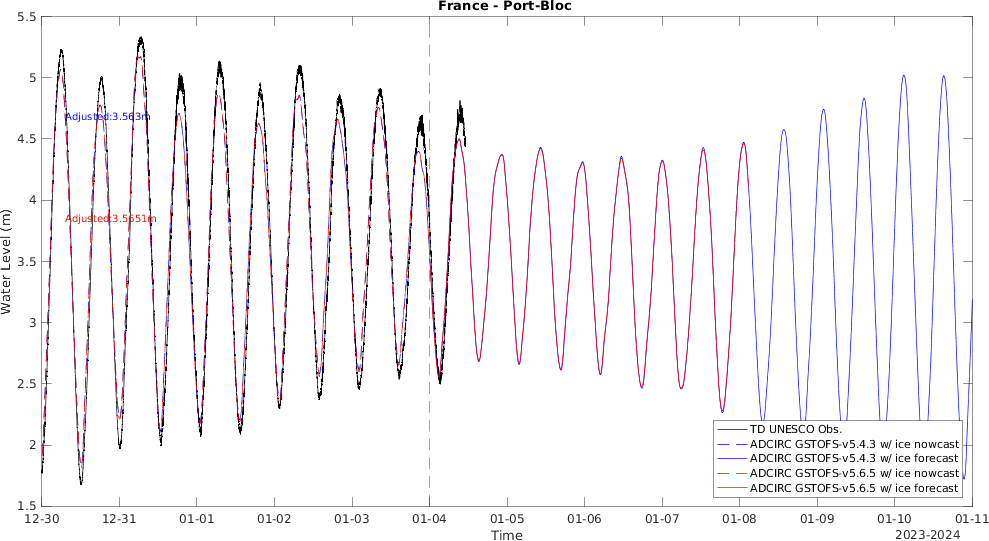 France - Port-Bloc
5.5
5
4.5
4
3.5
3
2.5
2
1.5
Water Level (m)
Adjusted:3.563m
Adjusted:3.5651m
TD UNESCO Obs.
ADCIRC GSTOFS-v5.4.3 w/ ice nowcast
ADCIRC GSTOFS-v5.4.3 w/ ice forecast
ADCIRC GSTOFS-v5.6.5 w/ ice nowcast
ADCIRC GSTOFS-v5.6.5 w/ ice forecast
12-30 12-31 01-01 01-02 01-03 01-04 01-05 01-06 01-07 01-08 01-09 01-10 01-11
Time
2023-2024